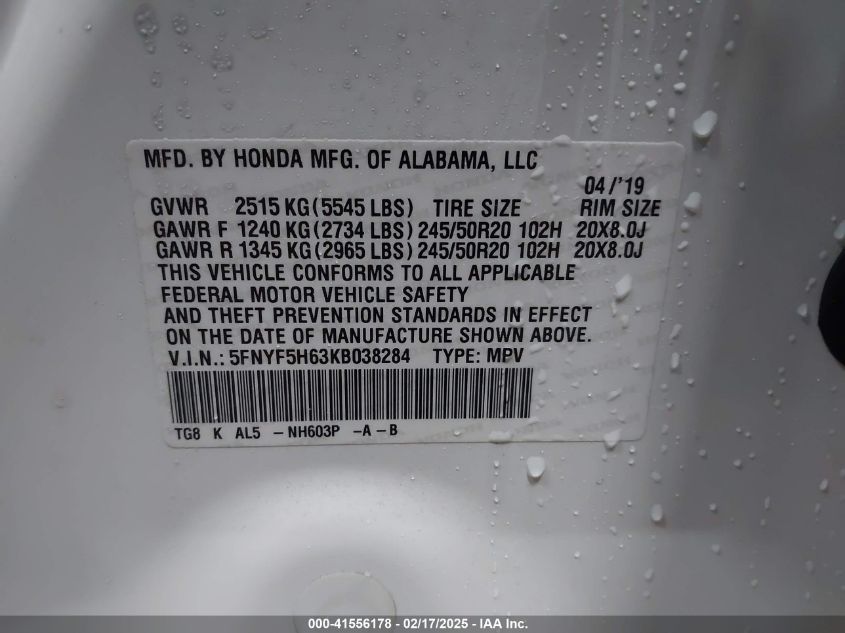 MFD. BY HONDA MFG. OF ALABAMA, LLC
04/'19
GVWR 2515 KG (5545 LBS) TIRE SIZE RIM SIZE
GAWR F 1240 KG (2734 LBS) 245/50R20 102H 20X8.0J
GAWR R 1345 KG (2965 LBS) 245/50R20 102H 20X8.0J
THIS VEHICLE CONFORMS TO ALL APPLICABLE
FEDERAL MOTOR VEHICLE SAFETY
AND THEFT PREVENTION STANDARDS IN EFFECT
ON THE DATE OF MANUFACTURE SHOWN ABOVE.
V.I.N.: 5FNYF5H63KB038284 TYPE: MPV
TG8 K AL5 -NH603P -A-B
000-41556178 - 02/17/2025 - IAA Inc.